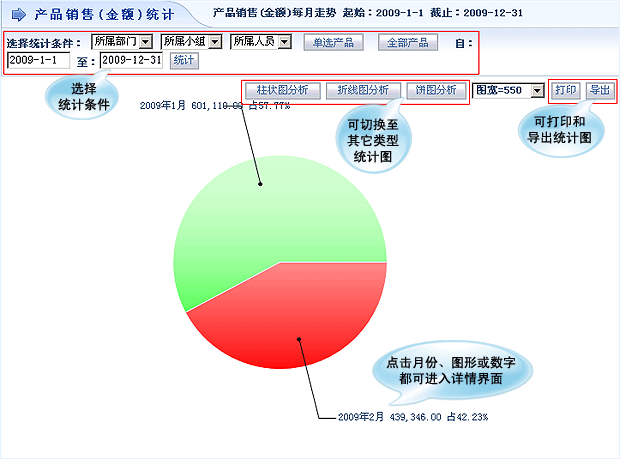 产品销售(金额)统计
产品销售(金额)每月走势 起始：2009-1-1 截止：2009-12-31
选择统计条件： 所属部门 所属小组 所属人员 单选产品 全部产品 自：
2009-1-1 至：2009-12-31 统计
柱状图分析 折线图分析 饼图分析 图宽=550 打印 导出
选择
统计条件
2009年1月 601,110.00 占57.77%
可切换至
其它类型
统计图
可打印和
导出统计图
点击月份、图形或数字
都可进入详情界面
2009年2月 439,346.00 占42.23%